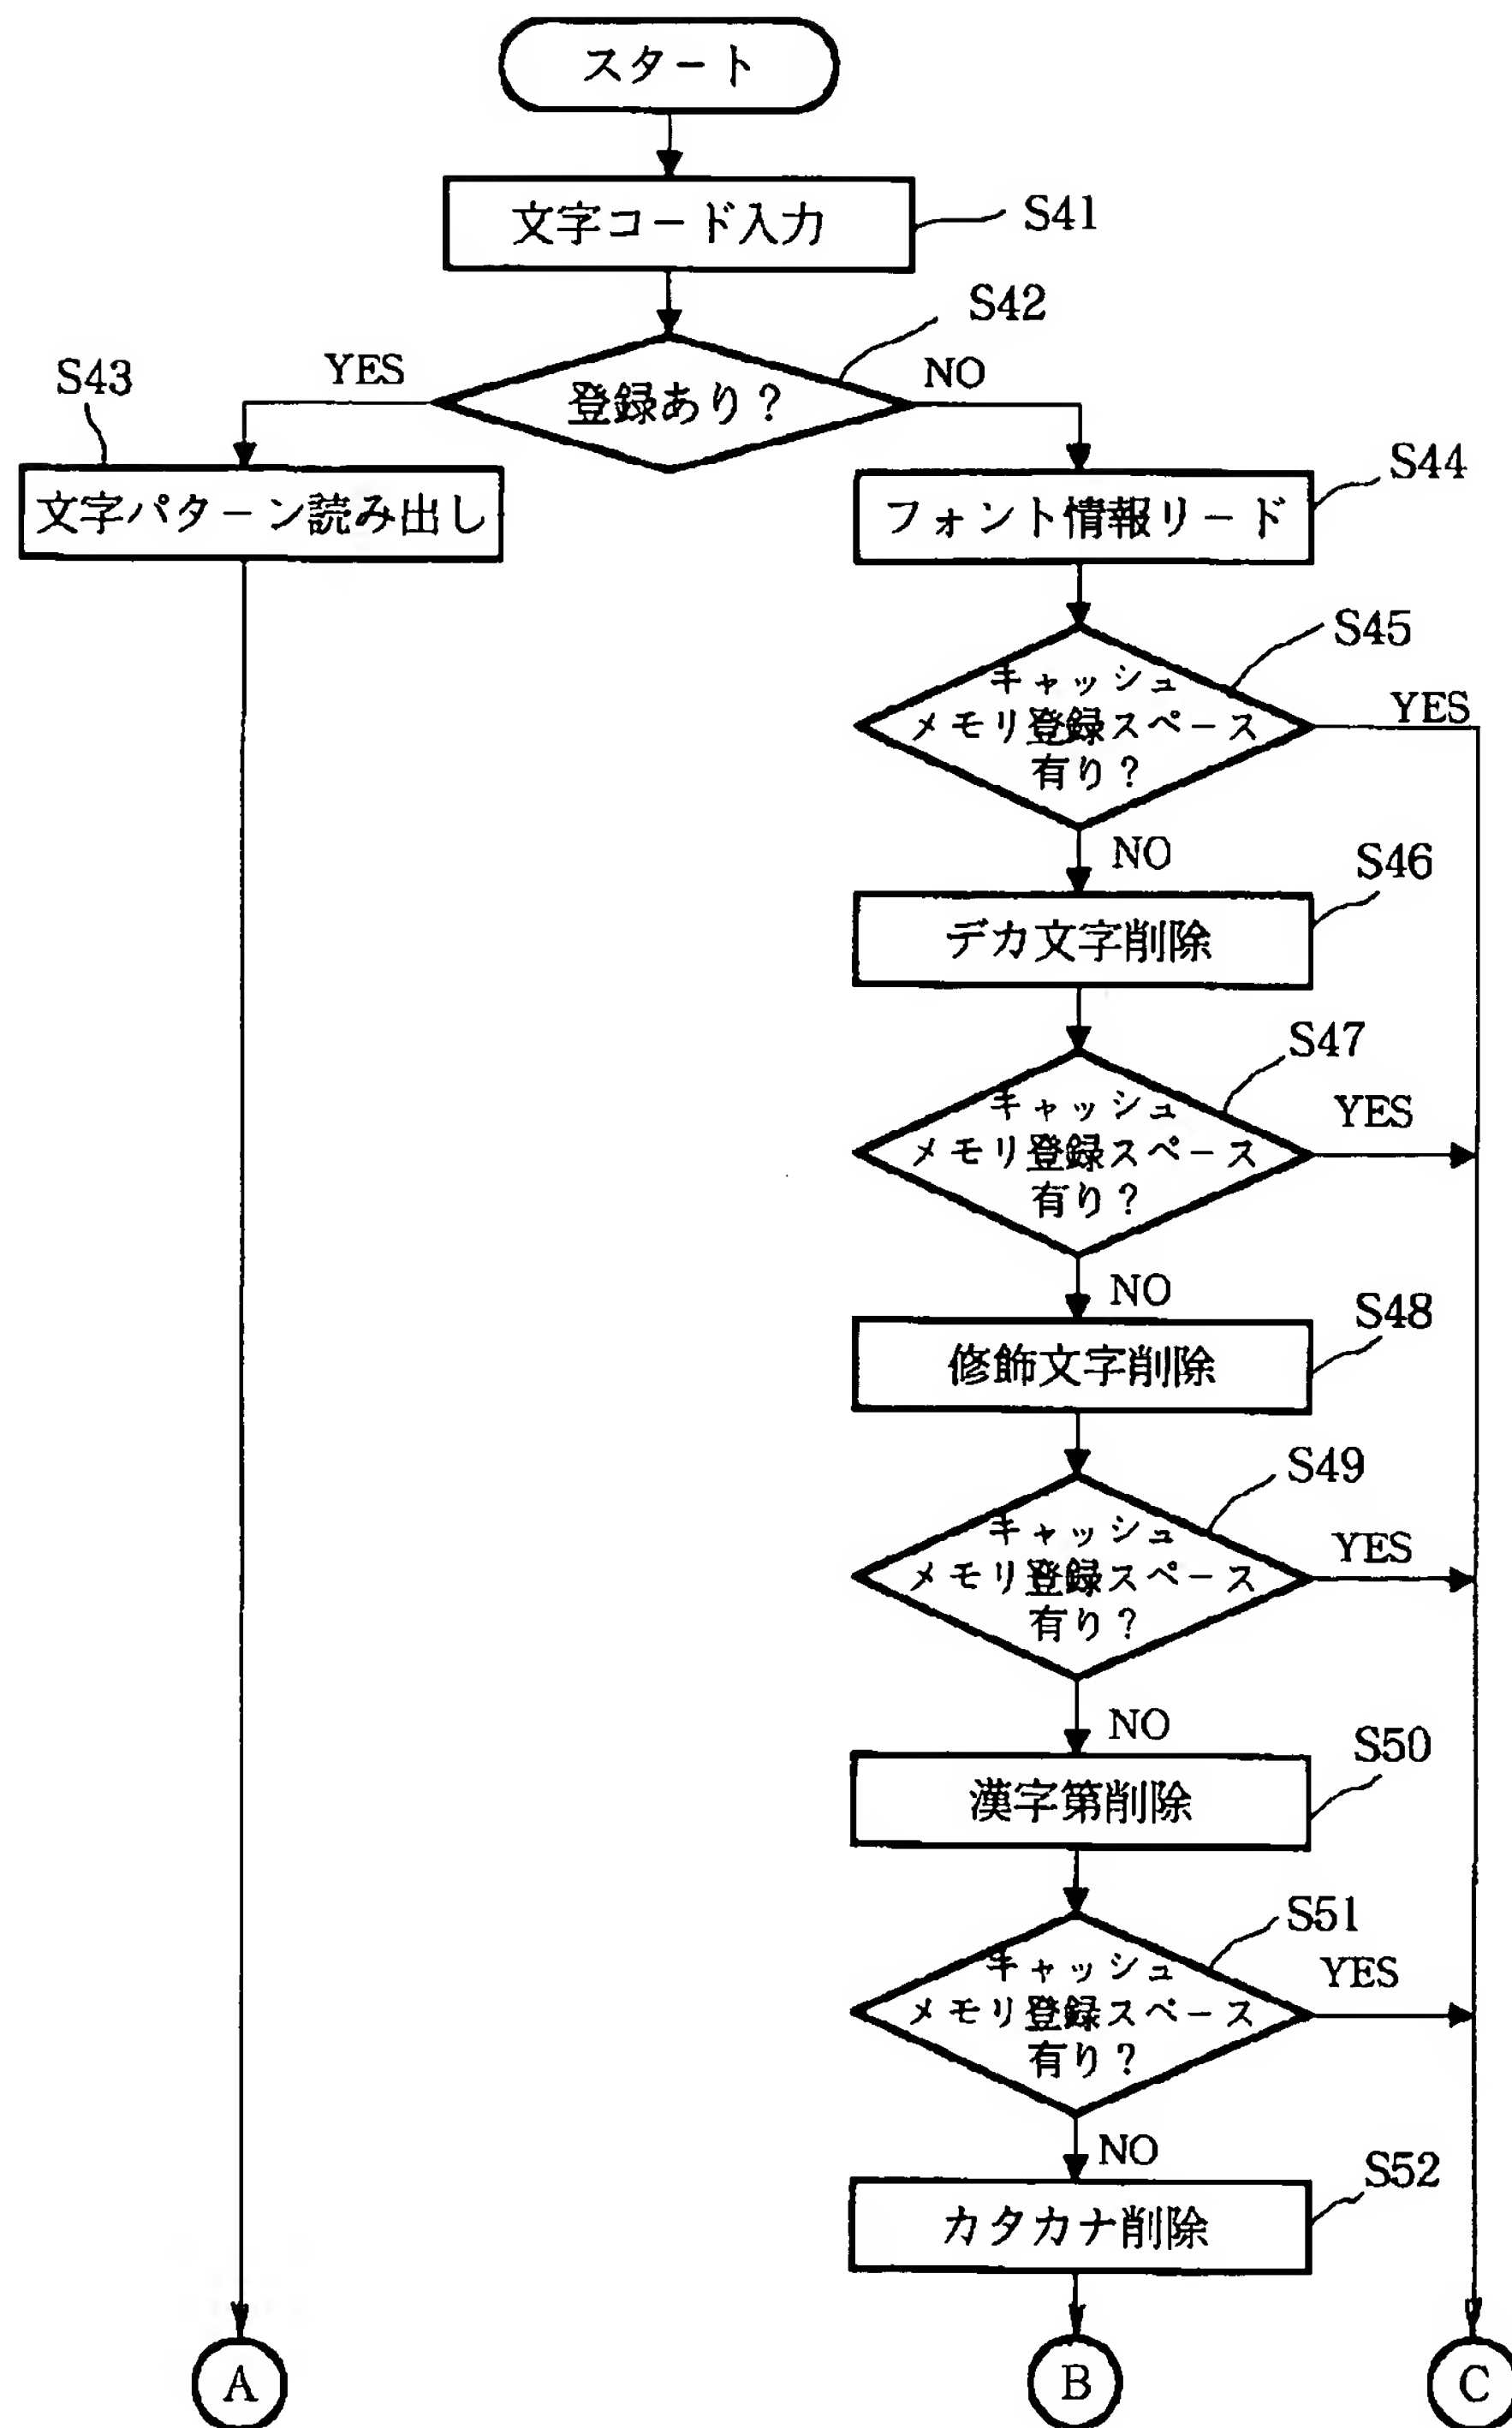 スタート
文字コード入力
S41
S42
登録あり？
YES
NO
S43
文字パターン読み出し
S44
フォント情報リード
S45
キャッシュ
メモリ登録スペース
有り？
YES
NO
S46
デカ文字削除
S47
キャッシュ
メモリ登録スペース
有り？
YES
NO
S48
修飾文字削除
S49
キャッシュ
メモリ登録スペース
有り？
YES
NO
S50
漢字第削除
S51
キャッシュ
メモリ登録スペース
有り？
YES
NO
S52
カタカナ削除
A
B
C